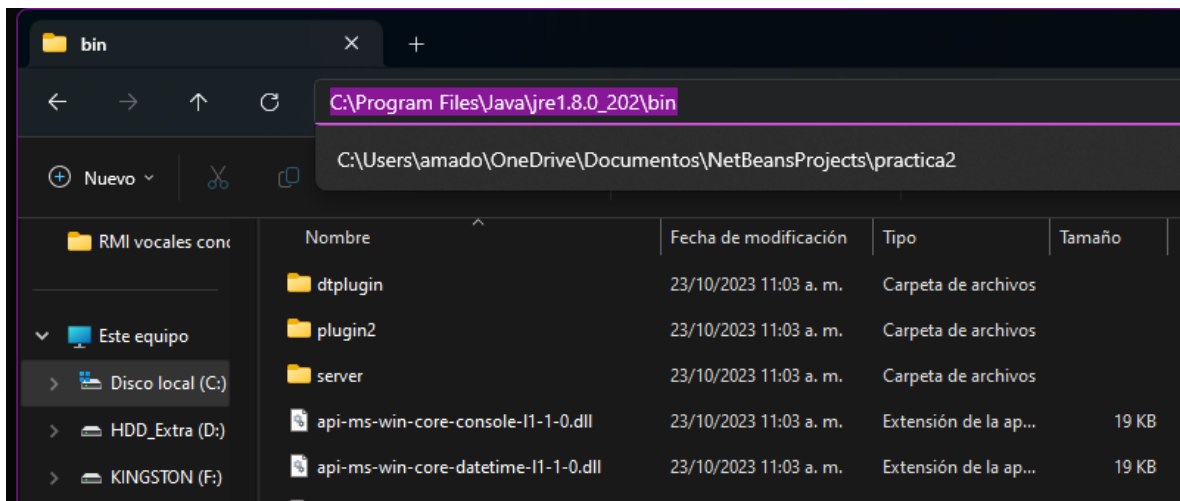 bin
C:\Program Files\Java\jre1.8.0_202\bin
C:\Users\amado\OneDrive\Documentos\NetBeansProjects\practica2
Nuevo
RMI vocales conc
Nombre Fecha de modificación Tipo Tamaño
dtplugin 23/10/2023 11:03 a. m. Carpeta de archivos
Este equipo
plugin2 23/10/2023 11:03 a. m. Carpeta de archivos
Disco local (C:)
server 23/10/2023 11:03 a. m. Carpeta de archivos
HDD_Extra (D:)
api-ms-win-core-console-l1-1-0.dll 23/10/2023 11:03 a. m. Extensión de la ap... 19 KB
KINGSTON (F:)
api-ms-win-core-datetime-l1-1-0.dll 23/10/2023 11:03 a. m. Extensión de la ap... 19 KB